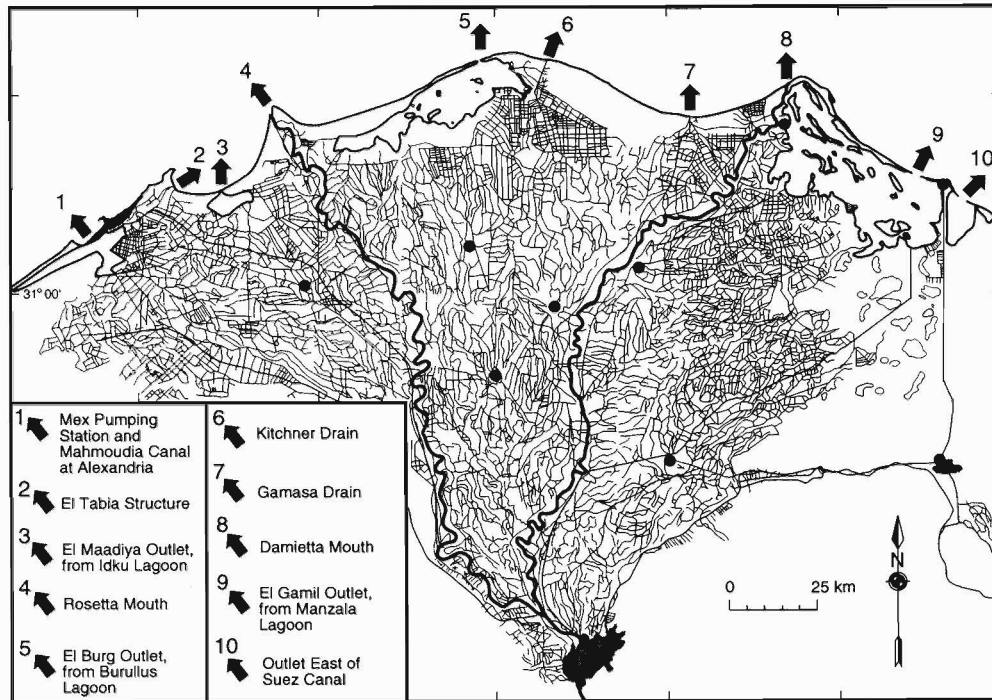 5
6
8
4
7
3
2
9
10
1
31° 00'
1
Mex Pumping
Station and
Mahmoudia Canal
at Alexandria
2
El Tabia Structure
3
El Maadiya Outlet,
from Idku Lagoon
4
Rosetta Mouth
5
El Burg Outlet,
from Burullus
Lagoon
6
Kitchner Drain
7
Gamasa Drain
8
Damietta Mouth
9
El Gamil Outlet,
from Manzala
Lagoon
10
Outlet East of
Suez Canal
N
0 25 km